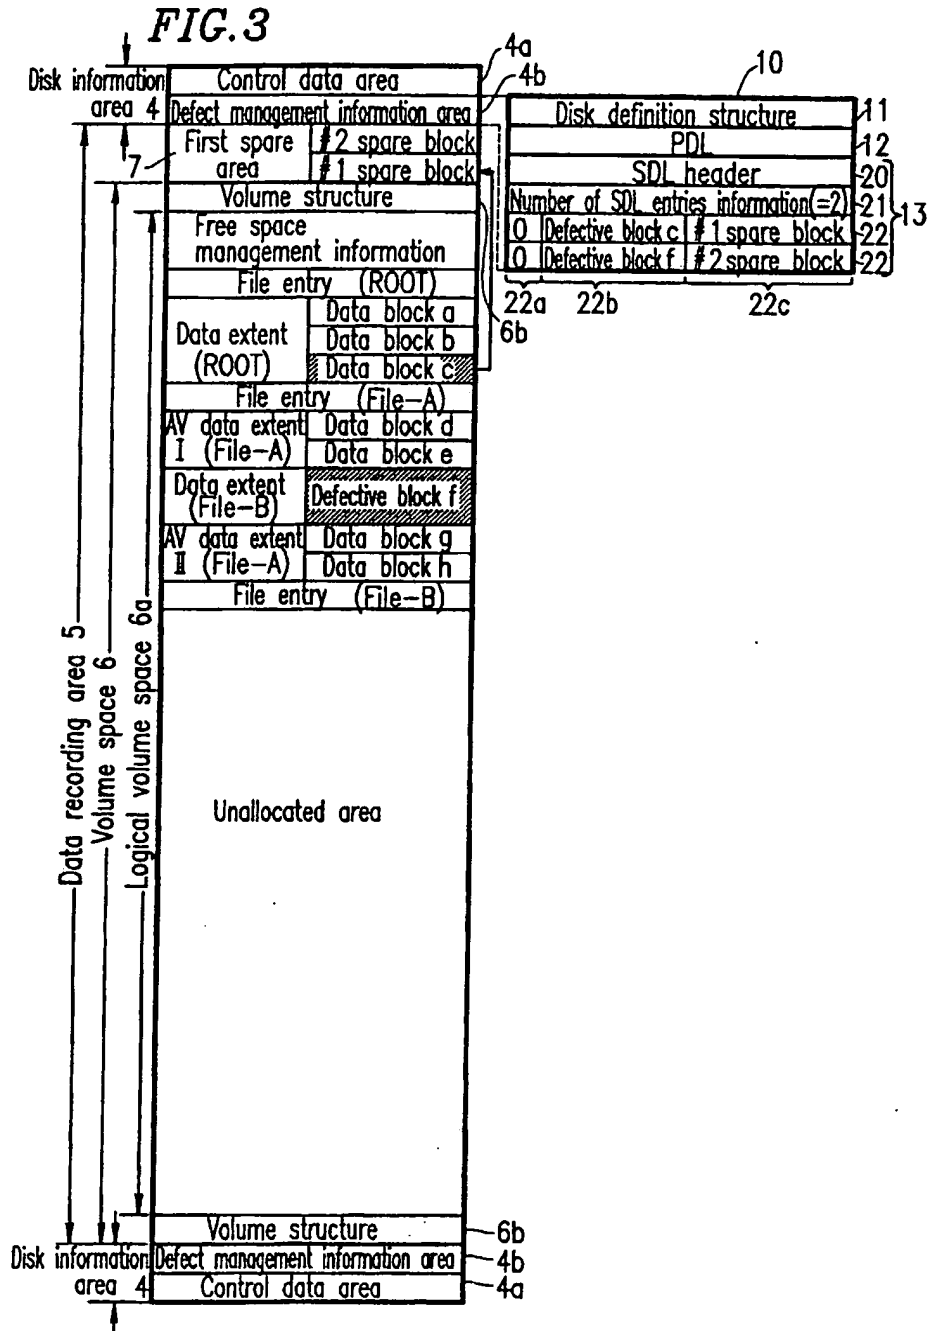 FIG.3
Disk information
area 4
Control data area
4a
Defect management information area
4b
7
First spare
area
#2 spare block
#1 spare block
Volume structure
Free space
management information
File entry (ROOT)
6b
Data extent
(ROOT)
Data block a
Data block b
Data block c
File entry (File-A)
AV data extent
I (File-A)
Data block d
Data block e
Data extent
(File-B)
Defective block f
AV data extent
II (File-A)
Data block g
Data block h
File entry (File-B)
Unallocated area
Data recording area 5
Volume space 6
Logical volume space 6a
Volume structure
6b
Disk information
area 4
Defect management information area
4b
Control data area
4a
10
Disk definition structure
11
PDL
12
SDL header
20
Number of SDL entries information(=2)
21
13
0 Defective block c #1 spare block
22
0 Defective block f #2 spare block
22
22a 22b 22c